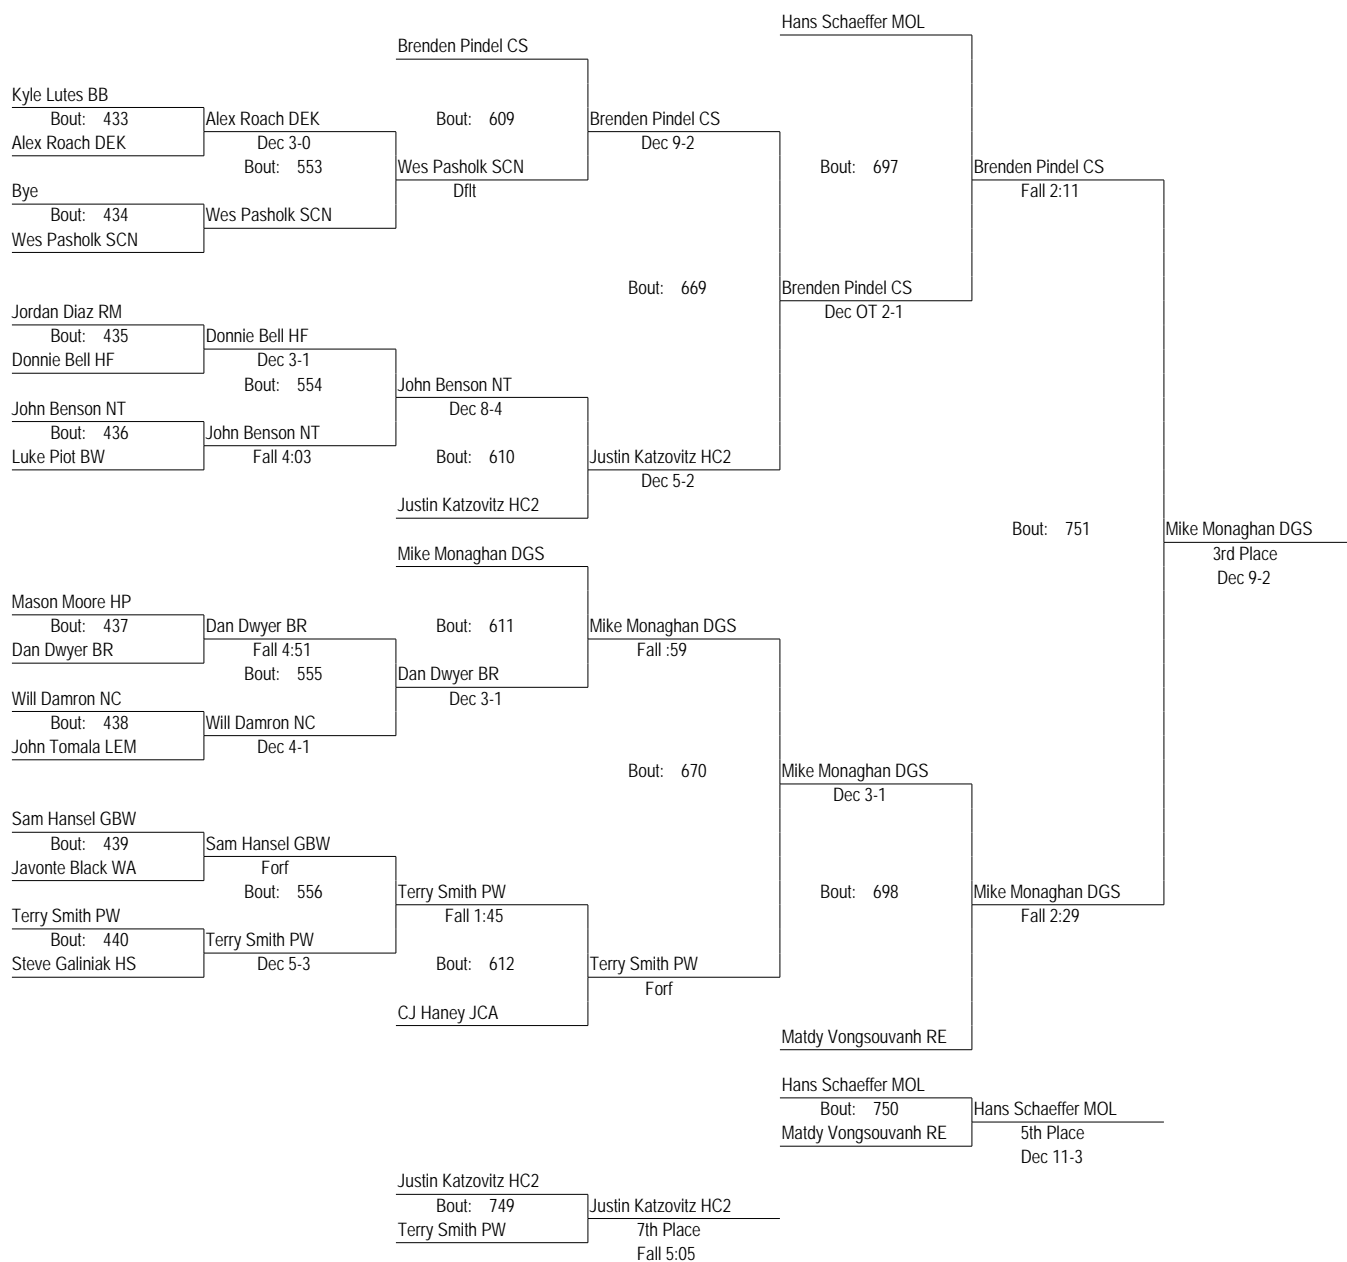 Hans Schaeffer MOL
Brenden Pindel CS
Kyle Lutes BB
Bout: 433
Alex Roach DEK
Alex Roach DEK
Dec 3-0
Bout: 609
Brenden Pindel CS
Dec 9-2
Bout: 553
Wes Pasholk SCN
Dflt
Bout: 697
Brenden Pindel CS
Fall 2:11
Bye
Bout: 434
Wes Pasholk SCN
Wes Pasholk SCN
Bout: 669
Brenden Pindel CS
Dec OT 2-1
Jordan Diaz RM
Bout: 435
Donnie Bell HF
Donnie Bell HF
Dec 3-1
Bout: 554
John Benson NT
Dec 8-4
John Benson NT
Bout: 436
Luke Piot BW
John Benson NT
Fall 4:03
Bout: 610
Justin Katzovitz HC2
Dec 5-2
Justin Katzovitz HC2
Bout: 751
Mike Monaghan DGS
3rd Place
Dec 9-2
Mike Monaghan DGS
Mason Moore HP
Bout: 437
Dan Dwyer BR
Dan Dwyer BR
Fall 4:51
Bout: 611
Mike Monaghan DGS
Fall :59
Bout: 555
Dan Dwyer BR
Dec 3-1
Will Damron NC
Bout: 438
John Tomala LEM
Will Damron NC
Dec 4-1
Bout: 670
Mike Monaghan DGS
Dec 3-1
Sam Hansel GBW
Bout: 439
Javonte Black WA
Sam Hansel GBW
Forf
Bout: 556
Terry Smith PW
Fall 1:45
Bout: 698
Mike Monaghan DGS
Fall 2:29
Terry Smith PW
Bout: 440
Steve Galiniak HS
Terry Smith PW
Dec 5-3
Bout: 612
Terry Smith PW
Forf
CJ Haney JCA
Matdy Vongsouvanh RE
Hans Schaeffer MOL
Bout: 750
Matdy Vongsouvanh RE
Hans Schaeffer MOL
5th Place
Dec 11-3
Justin Katzovitz HC2
Bout: 749
Terry Smith PW
Justin Katzovitz HC2
7th Place
Fall 5:05